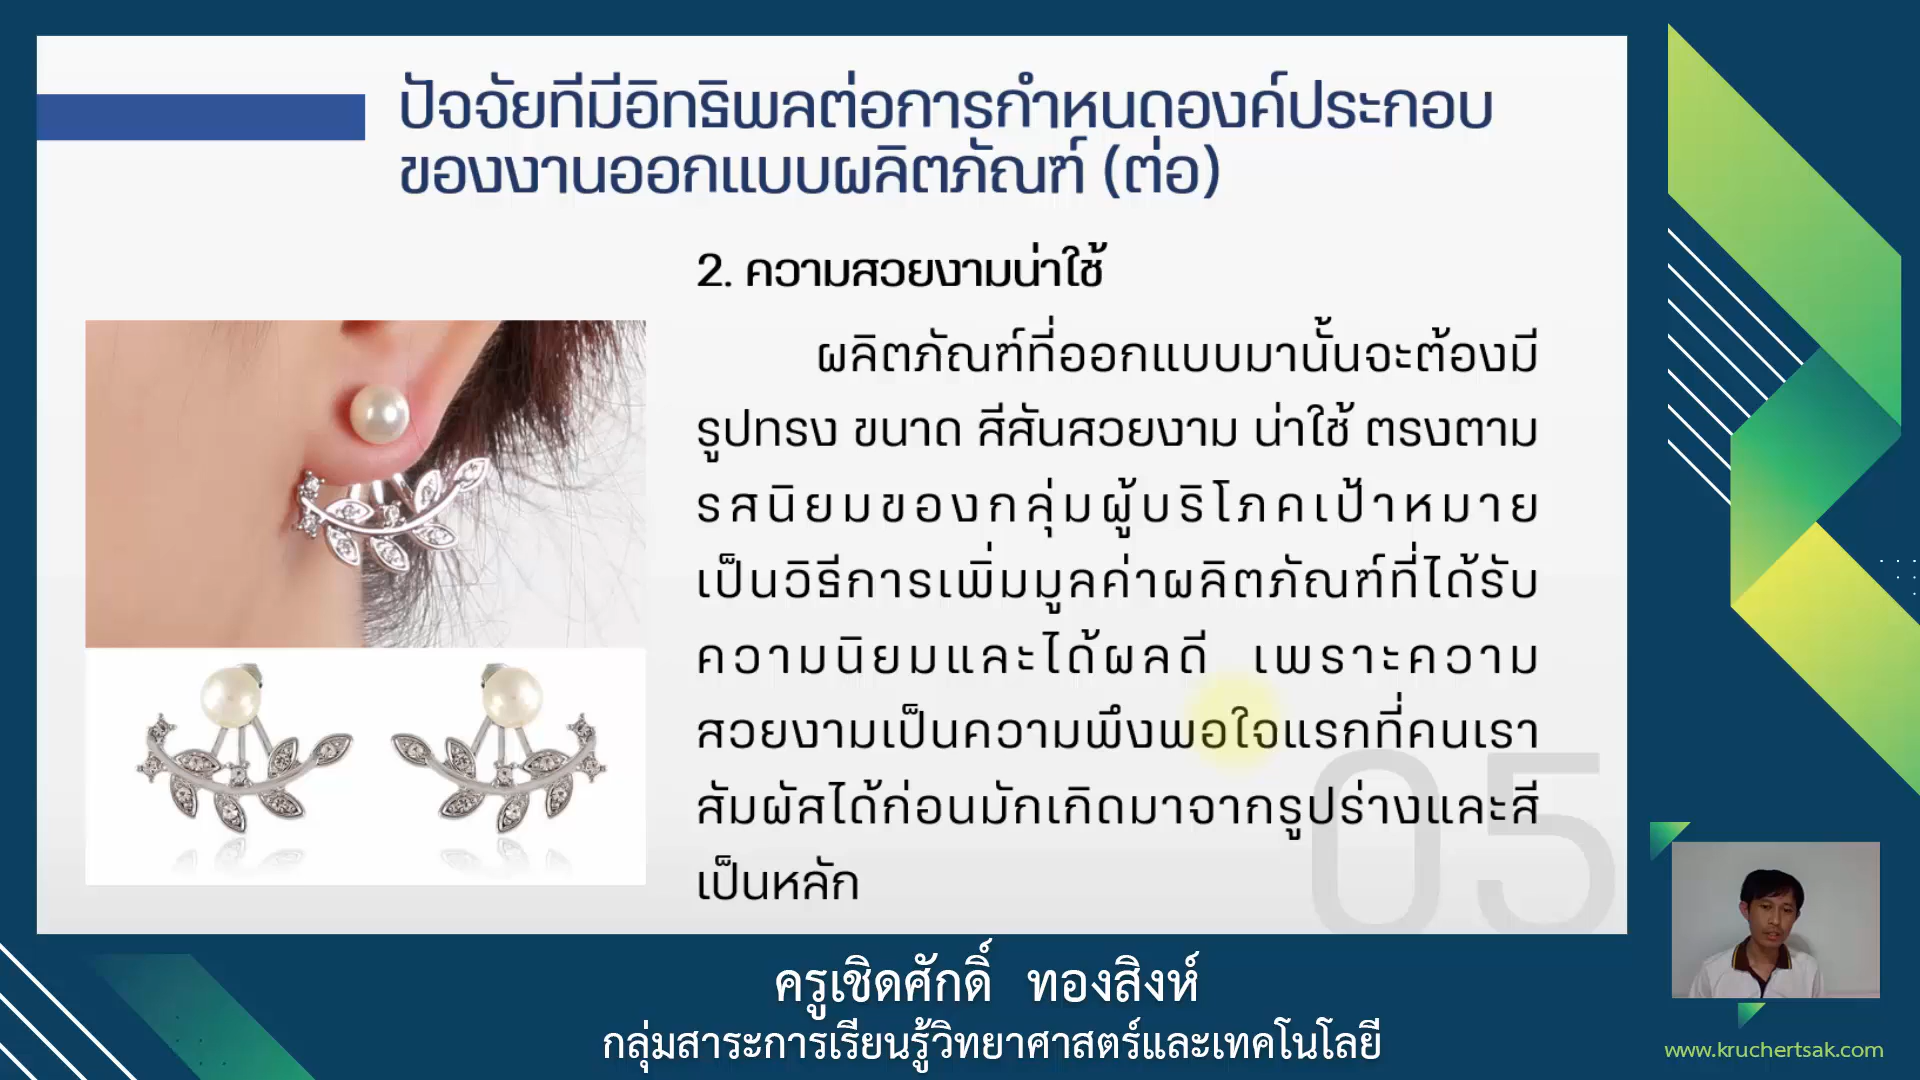 ปัจจัยที่มีอิทธิพลต่อการกำหนดองค์ประกอบ
ของงานออกแบบผลิตภัณฑ์ (ต่อ)
2. ความสวยงามน่าใช้
ผลิตภัณฑ์ที่ออกแบบมานั้นจะต้องมี
รูปทรง ขนาด สีสันสวยงาม น่าใช้ ตรงตาม
รสนิยมของกลุ่มผู้บริโภคเป้าหมาย
เป็นวิธีการเพิ่มมูลค่าผลิตภัณฑ์ที่ได้รับ
ความนิยมและได้ผลดี เพราะความ
สวยงามเป็นความพึงพอใจแรกที่คนเรา
สัมผัสได้ก่อนมักเกิดมาจากรูปร่างและสี
เป็นหลัก
05
ครูเชิดศักดิ์ ทองสิงห์
กลุ่มสาระการเรียนรู้วิทยาศาสตร์และเทคโนโลยี
www.kruchertsak.com